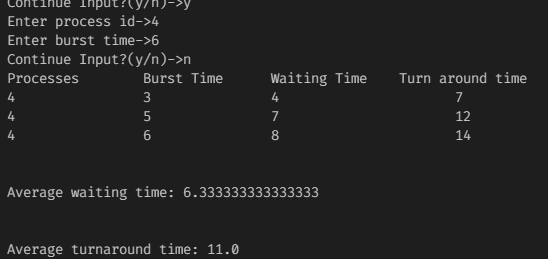 Continue Input?(y/n)->y
Enter process id->4
Enter burst time->6
Continue Input?(y/n)->n
Processes Burst Time Waiting Time Turn around time
4 3 4 7
4 5 7 12
4 6 8 14
Average waiting time: 6.333333333333333
Average turnaround time: 11.0